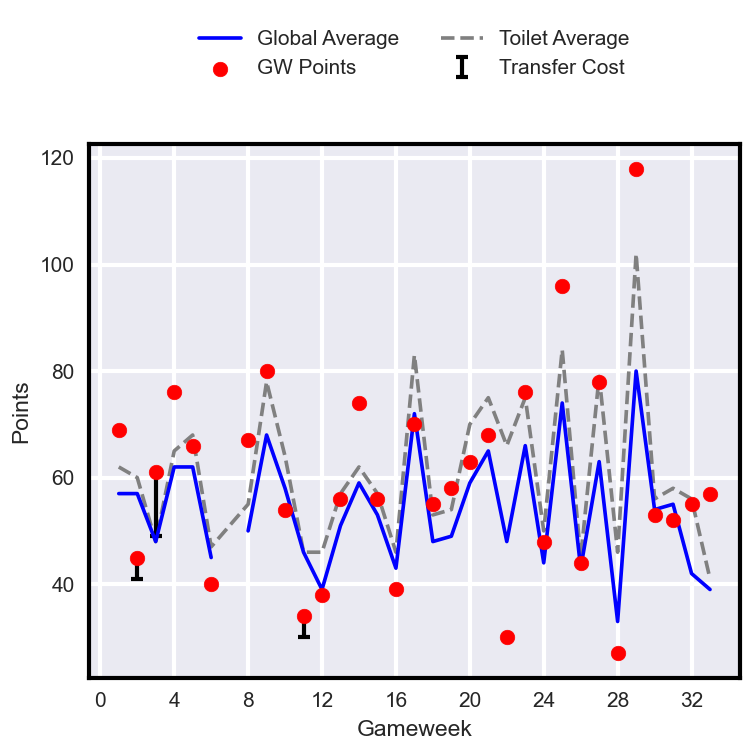 Global Average Toilet Average
GW Points Transfer Cost
120
100
80
60
40
Points
0 4 8 12 16 20 24 28 32
Gameweek